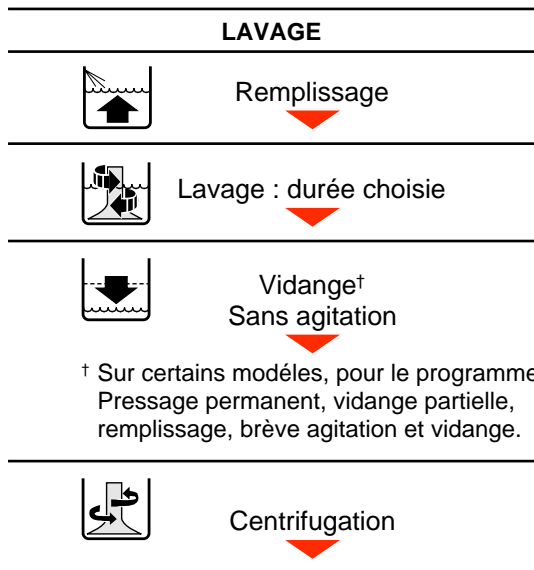 LAVAGE
Remplissage
Lavage : durée choisie
Vidange†
Sans agitation
† Sur certains modéles, pour le programme
Pressage permanent, vidange partielle,
remplissage, brève agitation et vidange.
Centrifugation